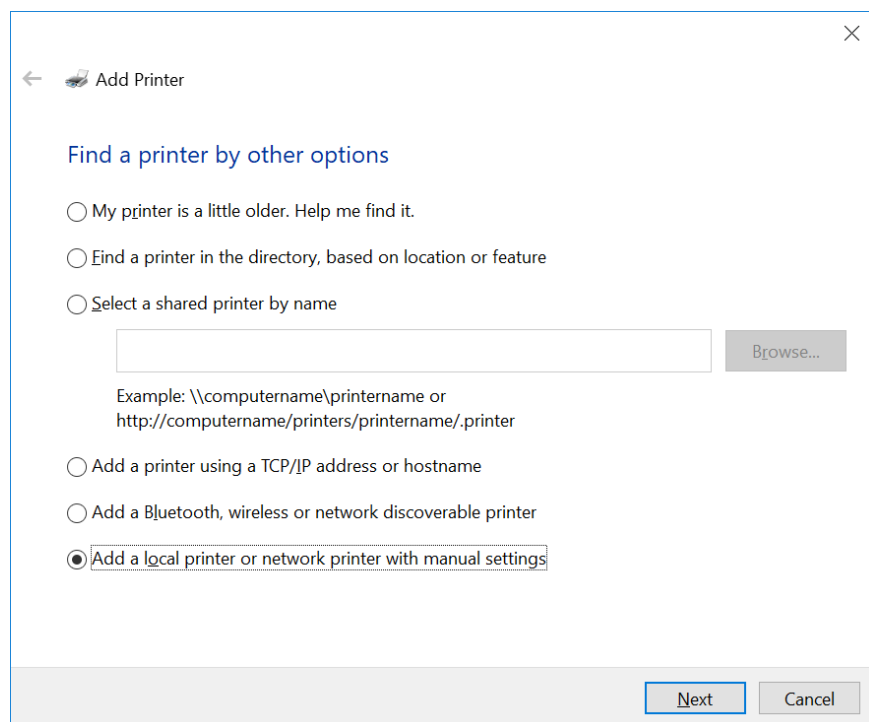 Add Printer
Find a printer by other options
My printer is a little older. Help me find it.
Find a printer in the directory, based on location or feature
Select a shared printer by name
Browse...
Example: \\computername\printername or
http://computername/printers/printername/.printer
Add a printer using a TCP/IP address or hostname
Add a Bluetooth, wireless or network discoverable printer
Add a local printer or network printer with manual settings
Next Cancel